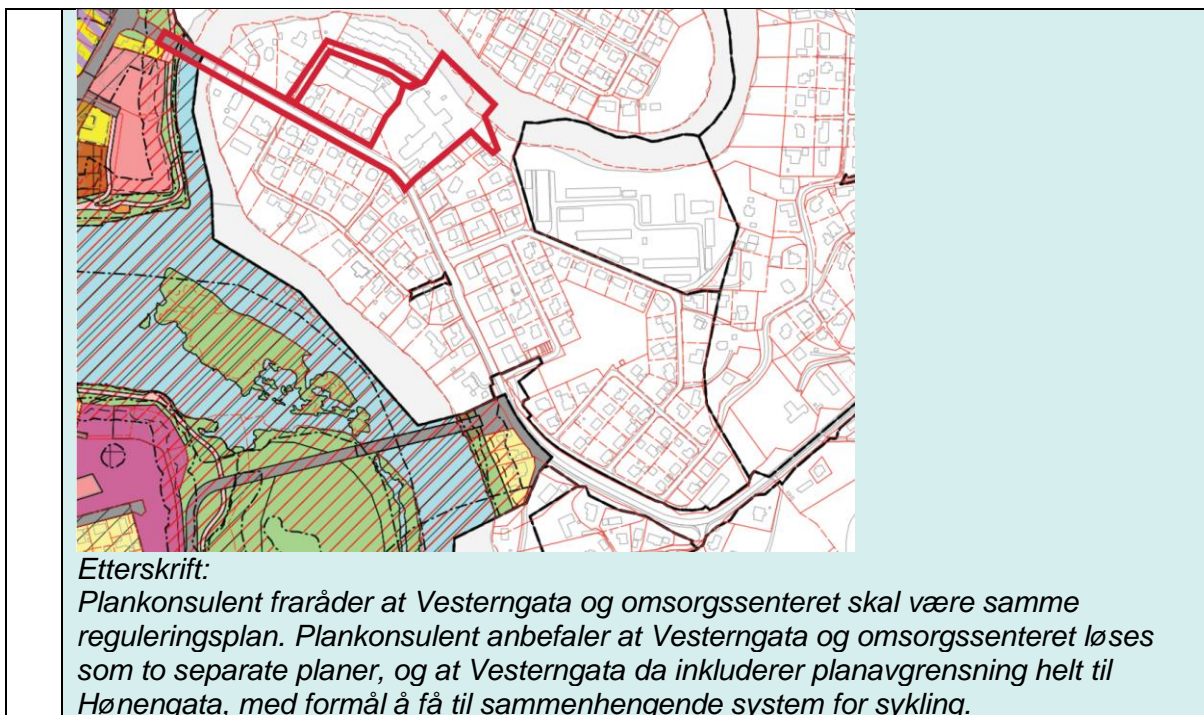 Etterskrift:
Plankonsulent fraråder at Vesterngata og omsorgssenteret skal være samme
reguleringsplan. Plankonsulent anbefaler at Vesterngata og omsorgssenteret løses
som to separate planer, og at Vesterngata da inkluderer planavgrensning helt til
Hønengata, med formål å få til sammenhengende system for sykling.